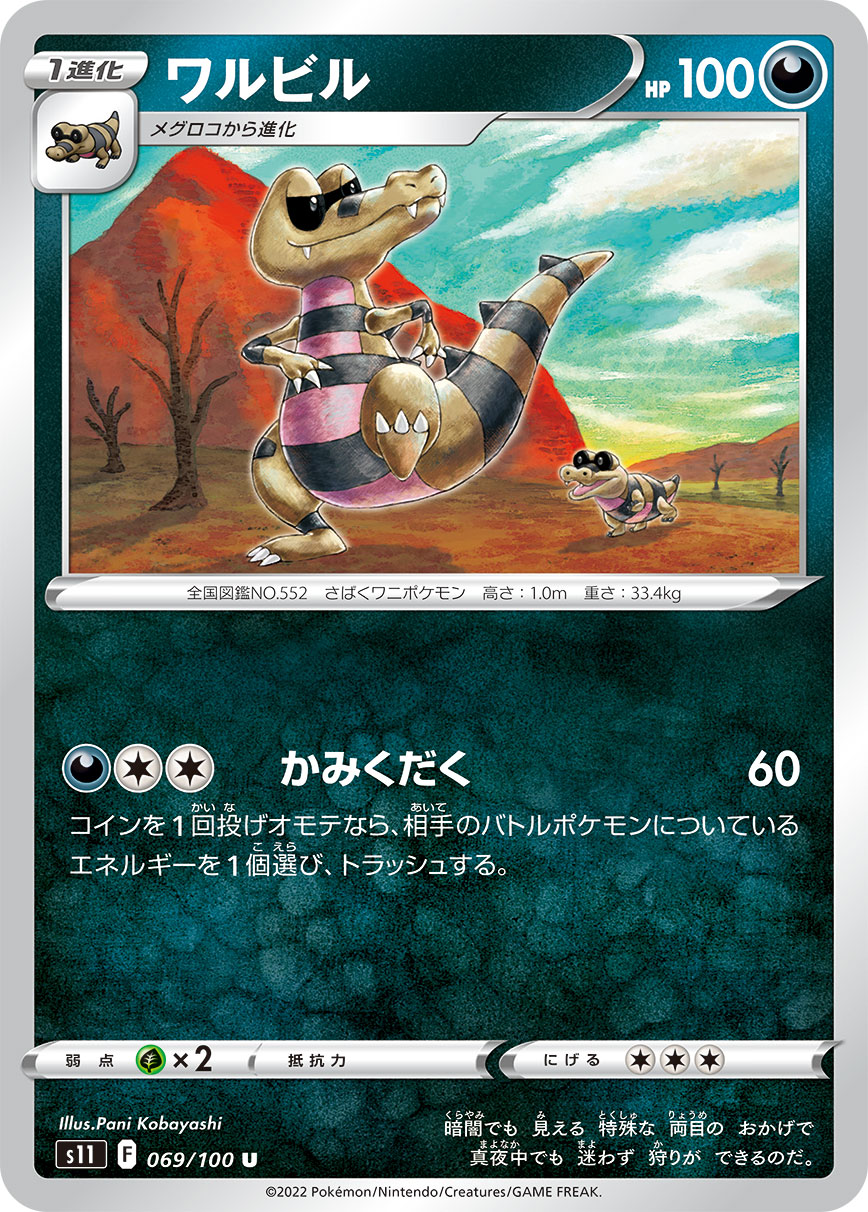 1進化
ワルビル
HP 100
メグロコから進化
全国図鑑NO.552 さばくワニポケモン 高さ:1.0m 重さ:33.4kg
かみくだく 60
コインを1回投げオモテなら、相手のバトルポケモンについている
エネルギーを1個選び、トラッシュする。
弱点 ×2 抵抗力 にげる
Illus.Pani Kobayashi
暗闇でも 見える 特殊な 両目の おかげで
真夜中でも 迷わず 狩りが できるのだ。
s11 F 069/100 U
©2022 Pokémon/Nintendo/Creatures/GAME FREAK.